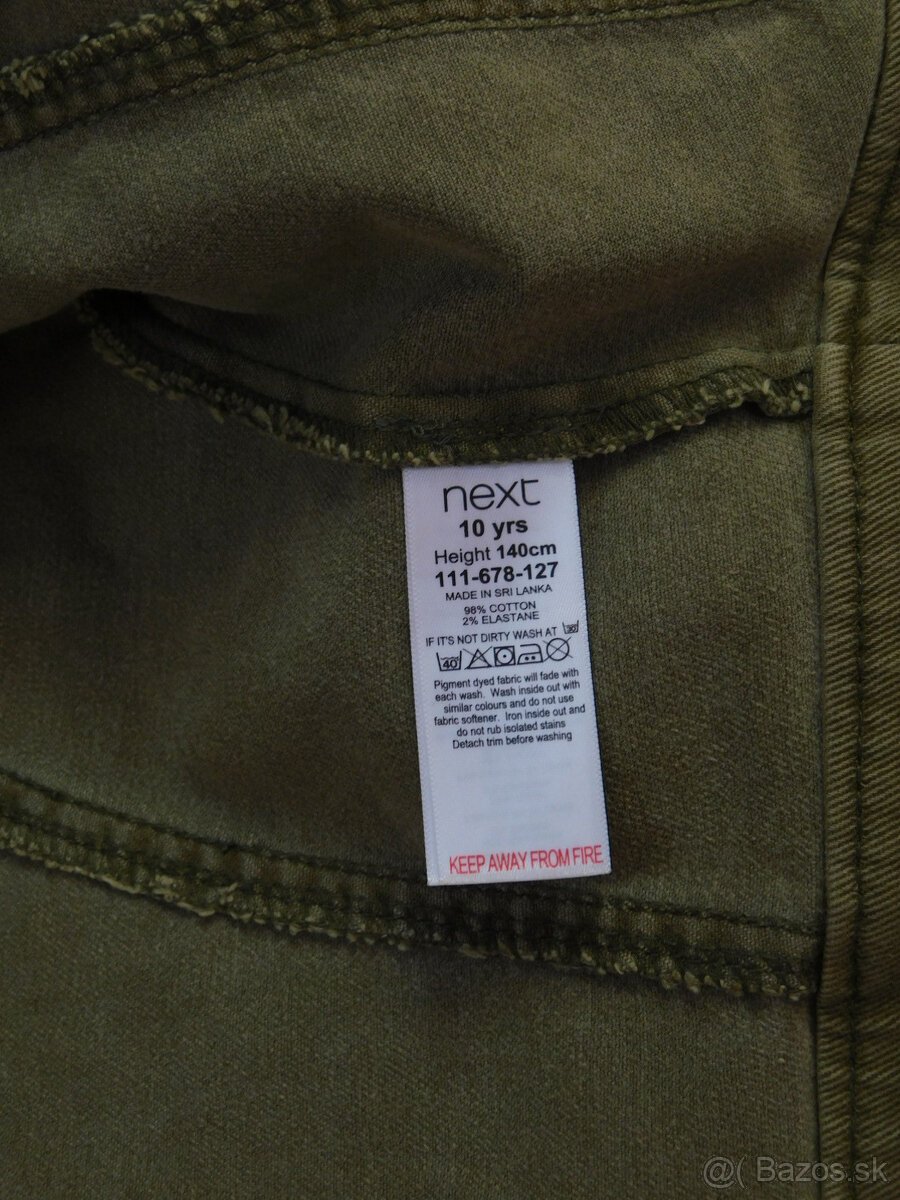 next
10 yrs
Height 140cm
111-678-127
MADE IN SRI LANKA
98% COTTON
2% ELASTANE
IF IT'S NOT DIRTY WASH AT 30
40
Pigment dyed fabric will fade with
each wash. Wash inside out with
similar colours and do not use
fabric softener. Iron inside out and
do not rub isolated stains
Detach trim before washing
KEEP AWAY FROM FIRE
@( Bazos.sk